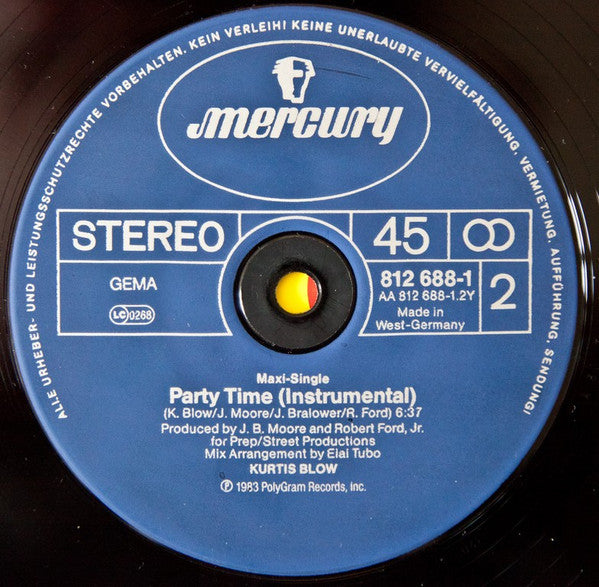 ALLE URHEBER- UND LEISTUNGSSCHUTZRECHTE VORBEHALTEN, KEIN VERLEIH! KEINE UNERLAUBTE VERVIELFÄLTIGUNG, VERMIETUNG, AUFFÜHRUNG, SENDUNG!
mercury
STEREO
45
GEMA
LC 0268
812 688-1
AA 812 688-1.2Y
Made in
West-Germany
2
Maxi-Single
Party Time (Instrumental)
(K. Blow/J. Moore/J. Bralower/R. Ford) 6:37
Produced by J. B. Moore and Robert Ford, Jr.
for Prep/Street Productions
Mix Arrangement by Elai Tubo
KURTIS BLOW
℗ 1983 PolyGram Records, Inc.